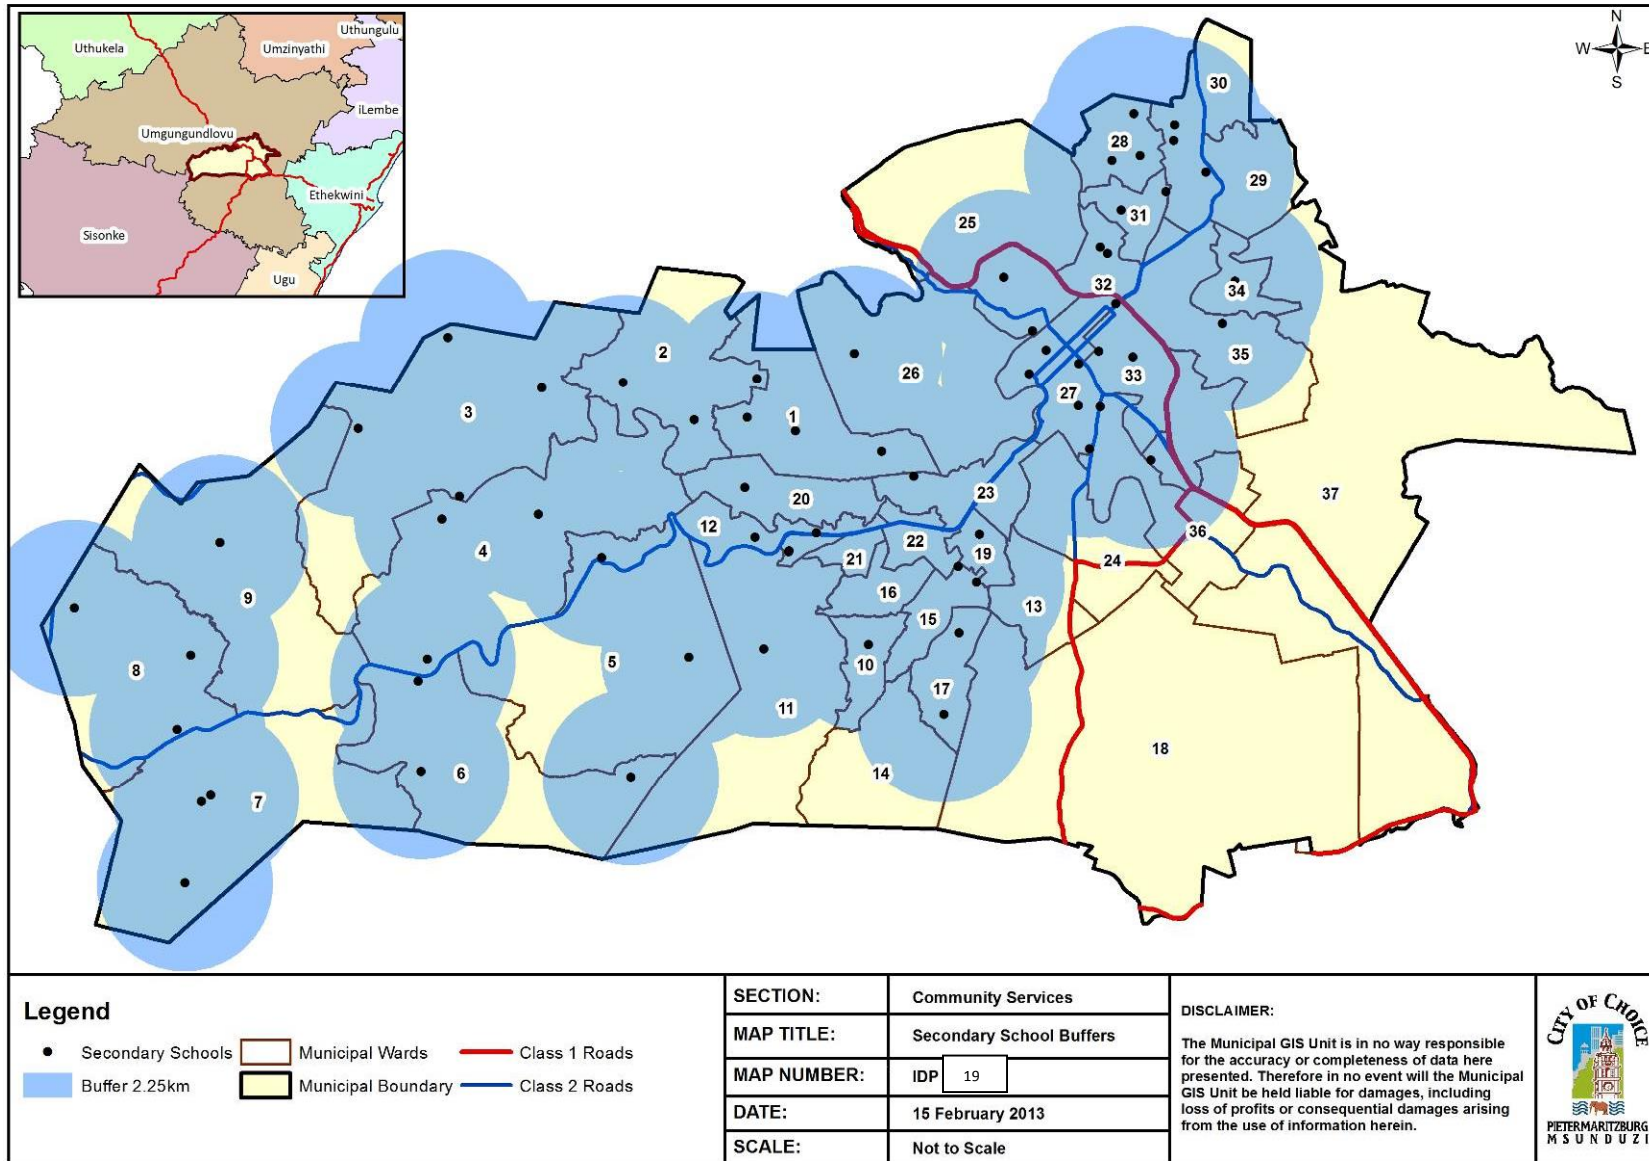 Uthukela
Umzinyathi
Uthungulu
iLembe
Umgungundlovu
Ethekwini
Sisonke
Ugu
N
W E
S
30
28
29
31
25
32
34
35
2
26
33
27
3
1
37
20
23
12
36
4
22
19
21
24
16
9
13
15
5
10
8
17
11
18
14
6
7
Legend
Secondary Schools
Municipal Wards
Class 1 Roads
Buffer 2.25km
Municipal Boundary
Class 2 Roads
SECTION: Community Services
MAP TITLE: Secondary School Buffers
MAP NUMBER: IDP 19
DATE: 15 February 2013
SCALE: Not to Scale
DISCLAIMER:
The Municipal GIS Unit is in no way responsible
for the accuracy or completeness of data here
presented. Therefore in no event will the Municipal
GIS Unit be held liable for damages, including
loss of profits or consequential damages arising
from the use of information herein.
CITY OF CHOICE
PIETERMARITZBURG
MSUNDUZI